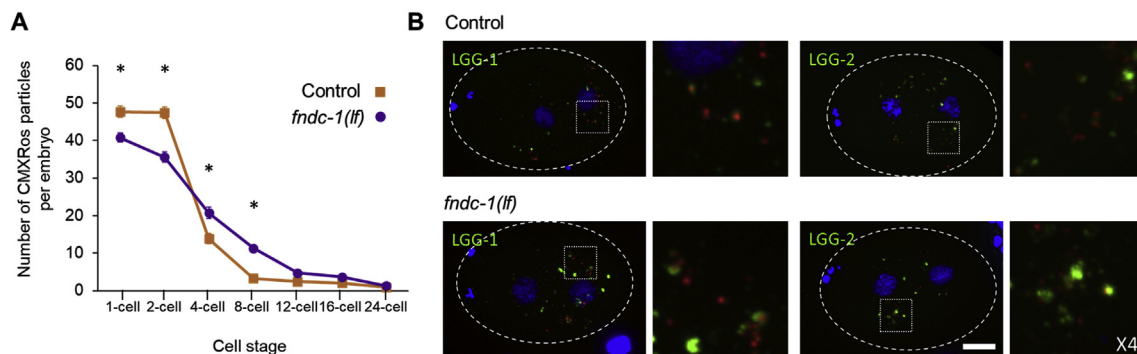 A
Number of CMXRos particles
per embryo
60
50
40
30
20
10
0
* * * *
Control
fndc-1(lf)
1-cell 2-cell 4-cell 8-cell 12-cell 16-cell 24-cell
Cell stage
B
Control
LGG-1 LGG-2
fndc-1(lf)
LGG-1 LGG-2
X4